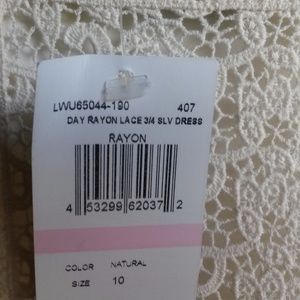 LWU65044-190 407
DAY RAYON LACE 3/4 SLV DRESS
RAYON
4 53299 62037 2
COLOR NATURAL
SIZE 10